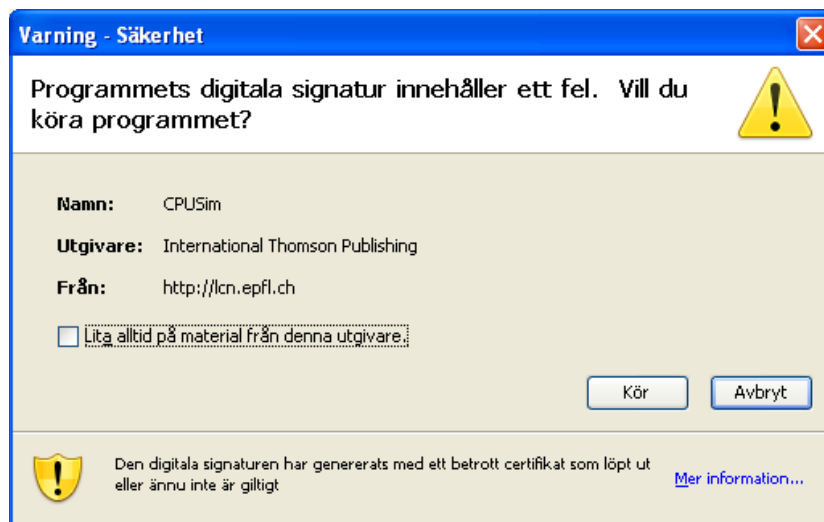 Varning - Säkerhet
Programmets digitala signatur innehåller ett fel. Vill du
köra programmet?
Namn: CPUSim
Utgivare: International Thomson Publishing
Från: http://lcn.epfl.ch
Lita alltid på material från denna utgivare.
Kör Avbryt
Den digitala signaturen har genererats med ett betrott certifikat som löpt ut
eller ännu inte är giltigt
Mer information...